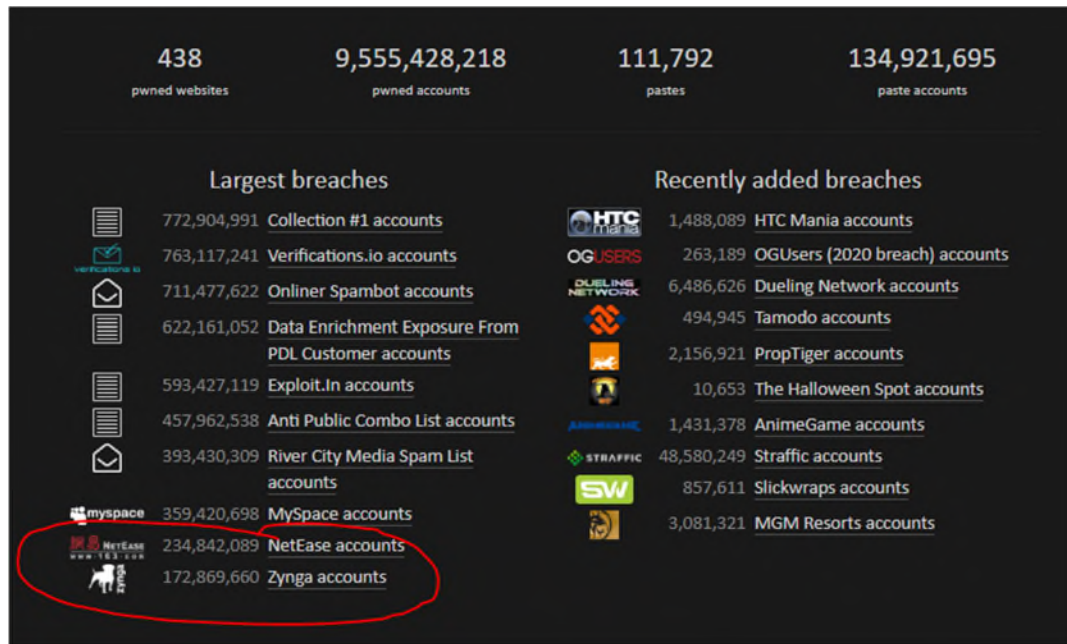 438 9,555,428,218 111,792 134,921,695
pwned websites pwned accounts pastes paste accounts
Largest breaches
772,904,991 Collection #1 accounts
verifications.io 763,117,241 Verifications.io accounts
711,477,622 Onliner Spambot accounts
622,161,052 Data Enrichment Exposure From
PDL Customer accounts
593,427,119 Exploit.In accounts
457,962,538 Anti Public Combo List accounts
393,430,309 River City Media Spam List
accounts
myspace 359,420,698 MySpace accounts
NETEASE www.163.com 234,842,089 NetEase accounts
zynga 172,869,660 Zynga accounts
Recently added breaches
HTC mania 1,488,089 HTC Mania accounts
OGUSERS 263,189 OGUsers (2020 breach) accounts
DUELING NETWORK 6,486,626 Dueling Network accounts
494,945 Tamodo accounts
2,156,921 PropTiger accounts
10,653 The Halloween Spot accounts
ANIMEGAME 1,431,378 AnimeGame accounts
STRAFFIC 48,580,249 Straffic accounts
SW 857,611 Slickwraps accounts
3,081,321 MGM Resorts accounts